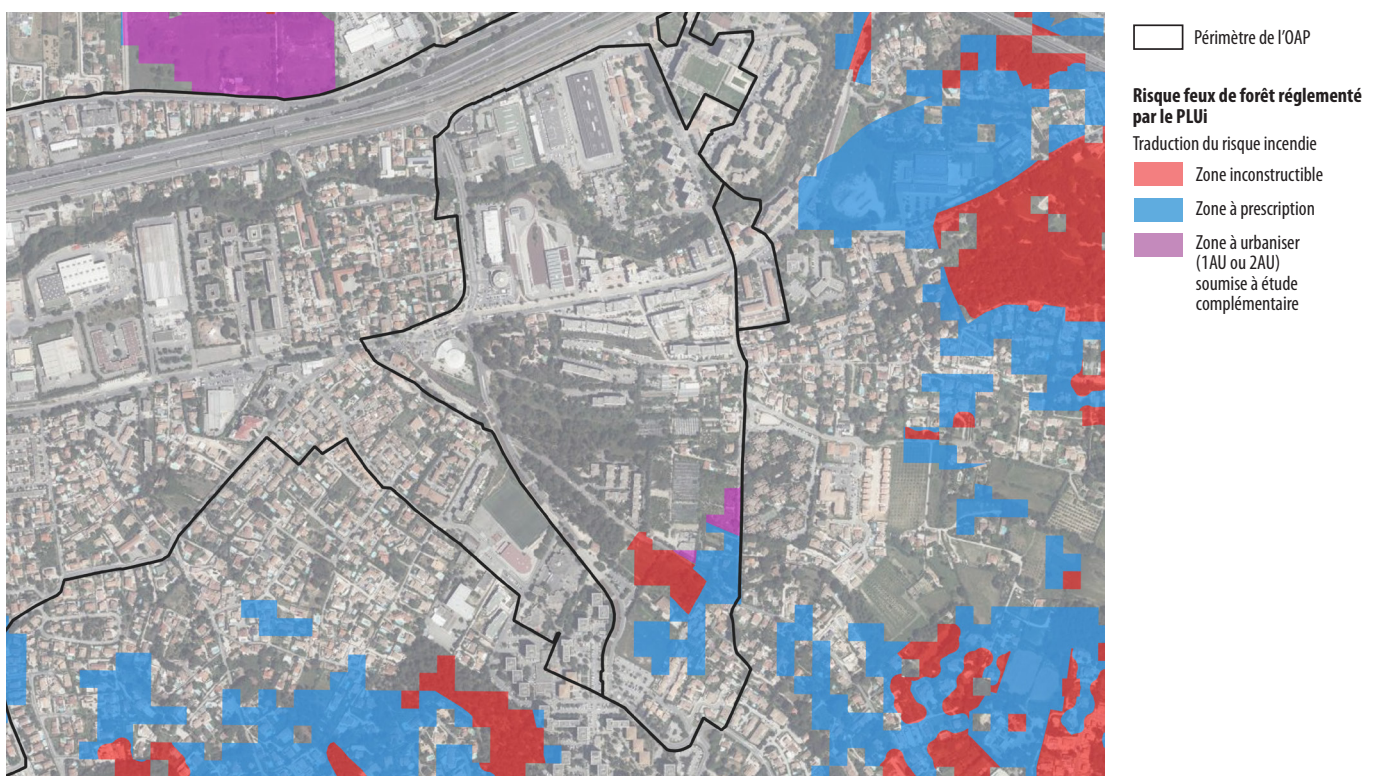 Périmètre de l’OAP
Risque feux de forêt réglementé
par le PLUi
Traduction du risque incendie
Zone inconstructible
Zone à prescription
Zone à urbaniser
(1AU ou 2AU)
soumise à étude
complémentaire